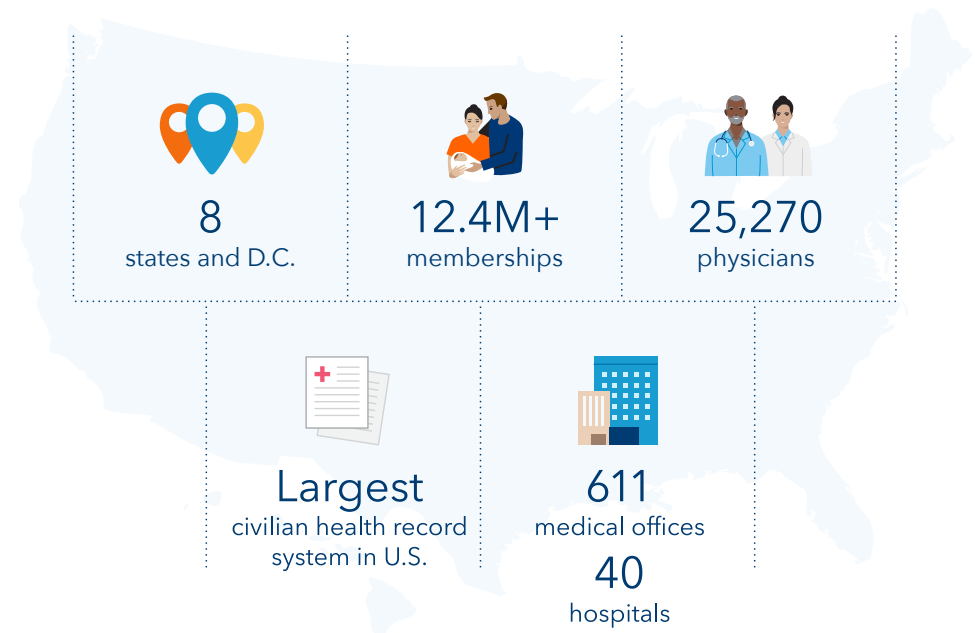 8
states and D.C.
12.4M+
memberships
25,270
physicians
Largest
civilian health record
system in U.S.
611
medical offices
40
hospitals